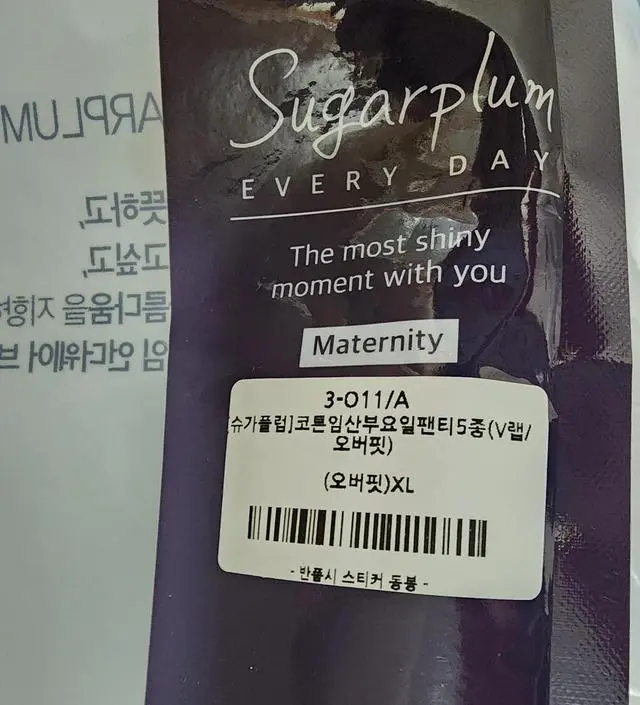 Sugarplum
EVERY DAY
The most shiny
moment with you
Maternity
3-011/A
[슈가플럼]코튼임산부요일팬티5종(V랩/
오버핏)
(오버핏)XL
- 반품시 스티커 동봉 -
ARPLUM
뜻하고,
고싶고,
름다움을 지향
임 언더웨어 브